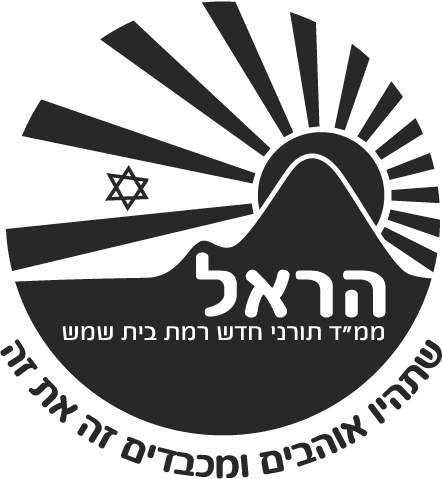 הראל
ממ"ד תורני חדש רמת בית שמש
שתהיו אוהבים ומכבדים זה את זה